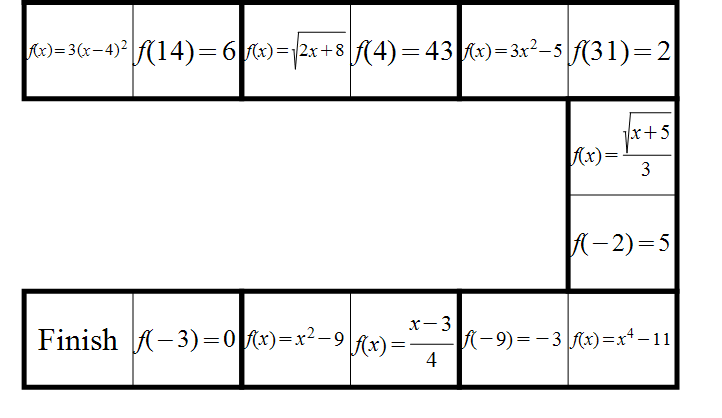 f(x)=3(x−4)² f(14)=6 f(x)=√(2x+8) f(4)=43 f(x)=3x²−5 f(31)=2
f(x)=√(x+5)/3
f(−2)=5
Finish f(−3)=0 f(x)=x²−9 f(x)=(x−3)/4 f(−9)=−3 f(x)=x⁴−11